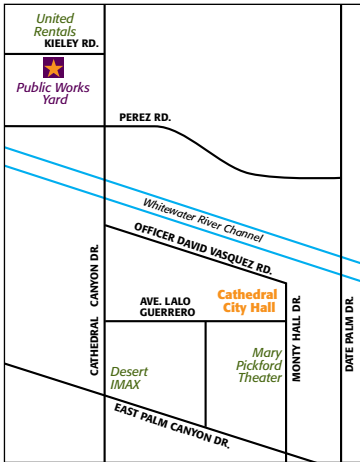 United
Rentals
KIELEY RD.
Public Works
Yard
PEREZ RD.
Whitewater River Channel
OFFICER DAVID VASQUEZ RD.
CATHEDRAL CANYON DR.
AVE. LALO
GUERRERO
Cathedral
City Hall
MONTY HALL DR.
DATE PALM DR.
Desert
IMAX
Mary
Pickford
Theater
EAST PALM CANYON DR.